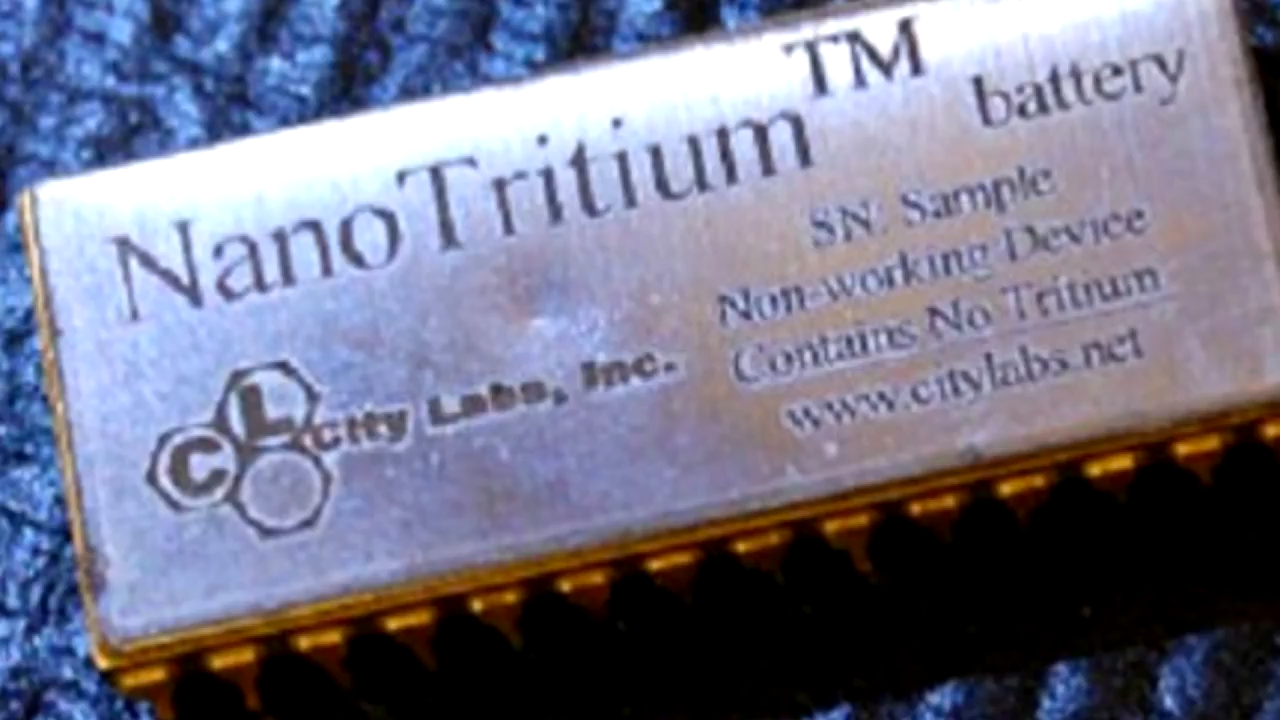 NanoTritium™ battery
SN: Sample
Non-working Device
Contains No Tritium
www.citylabs.net
CL City Labs, Inc.